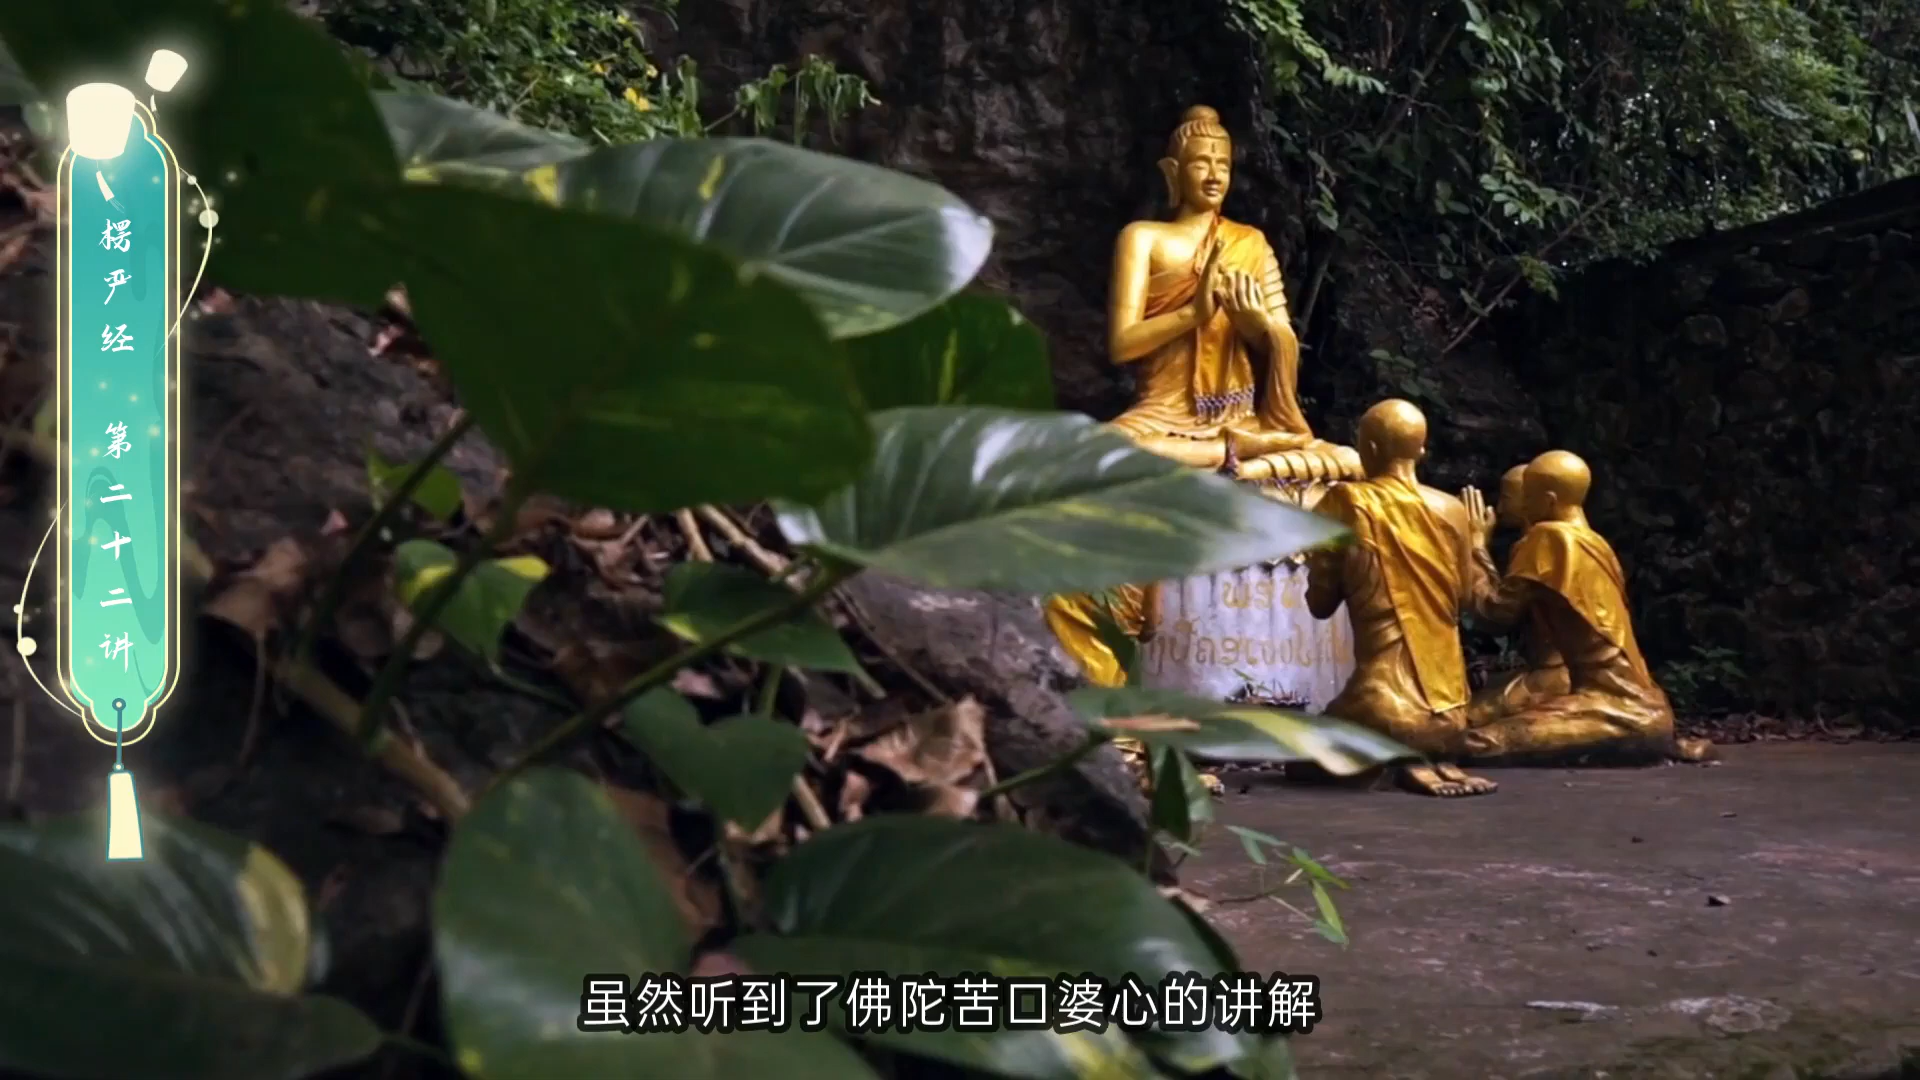 楞严经 第二十二讲
虽然听到了佛陀苦口婆心的讲解